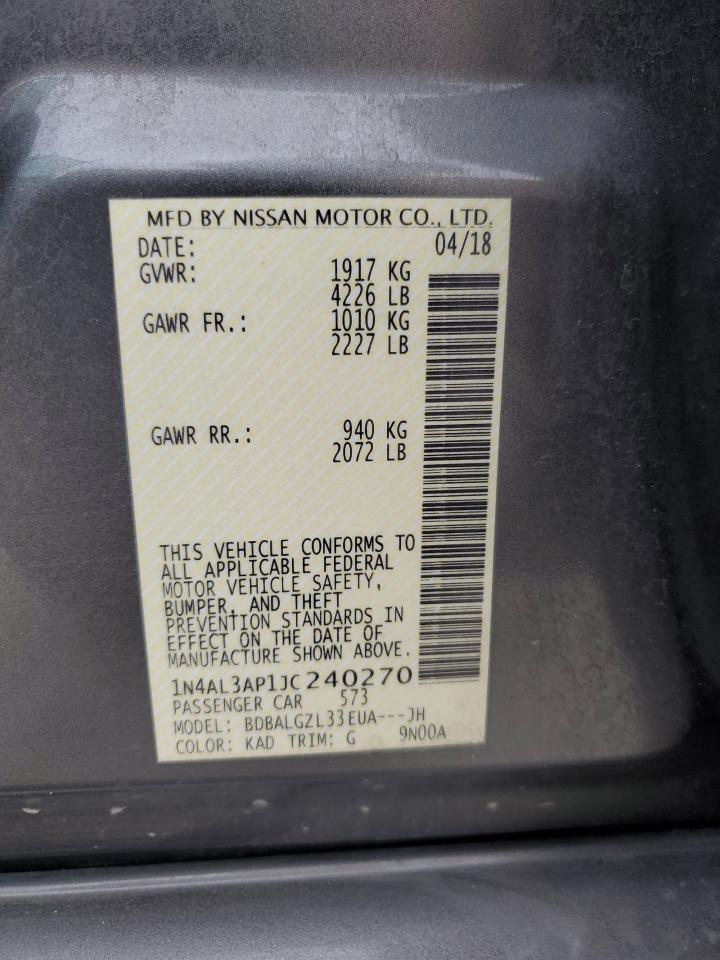 MFD BY NISSAN MOTOR CO., LTD.
DATE: 04/18
GVWR: 1917 KG
4226 LB
GAWR FR.: 1010 KG
2227 LB
GAWR RR.: 940 KG
2072 LB
THIS VEHICLE CONFORMS TO
ALL APPLICABLE FEDERAL
MOTOR VEHICLE SAFETY,
BUMPER, AND THEFT
PREVENTION STANDARDS IN
EFFECT ON THE DATE OF
MANUFACTURE SHOWN ABOVE.
1N4AL3AP1JC240270
PASSENGER CAR 573
MODEL: BDBALGZL33EUA---JH
COLOR: KAD TRIM: G 9N00A